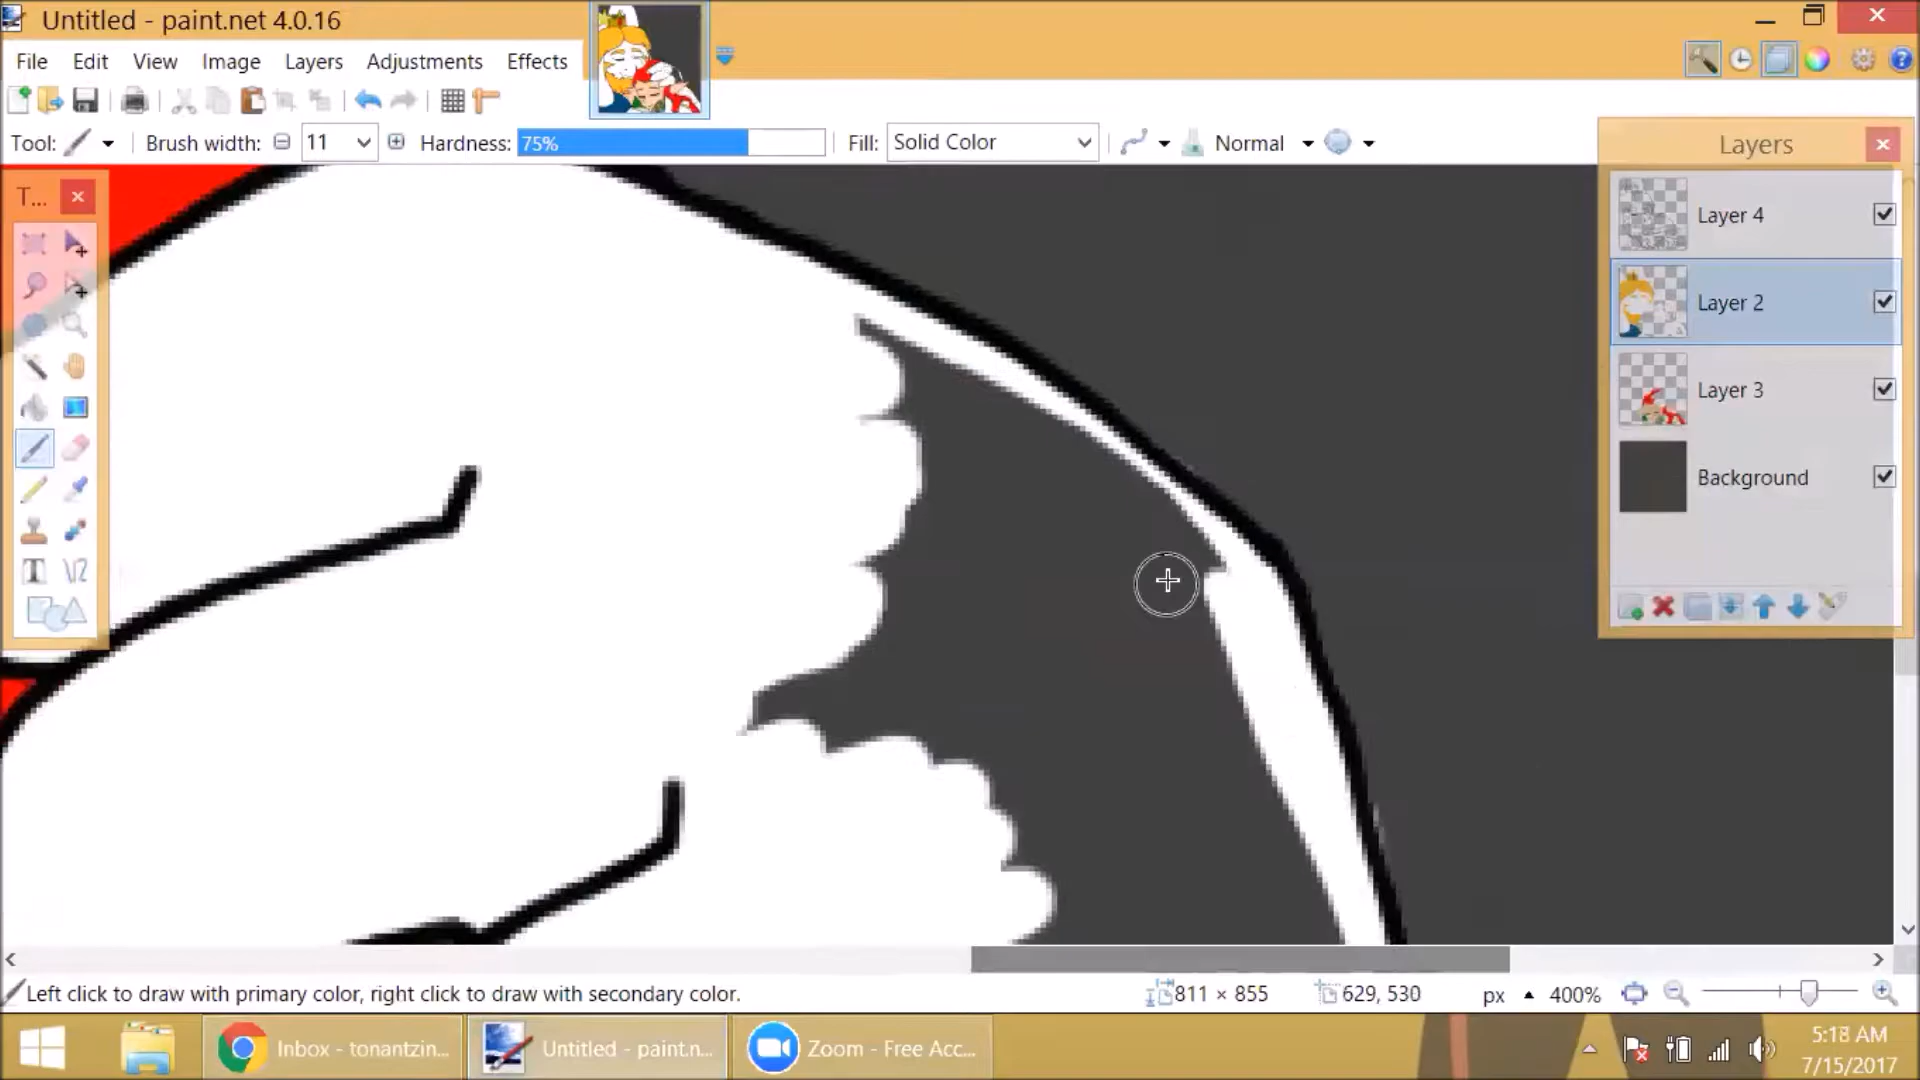 Untitled - paint.net 4.0.16
File Edit View Image Layers Adjustments Effects
Tool: Brush width: 11 Hardness: 75% Fill: Solid Color Normal
T...
Layers
Layer 4
Layer 2
Layer 3
Background
Left click to draw with primary color, right click to draw with secondary color.
811 × 855 629, 530 px 400%
Inbox - tonantzin... Untitled - paint.n... Zoom - Free Acc...
5:18 AM
7/15/2017